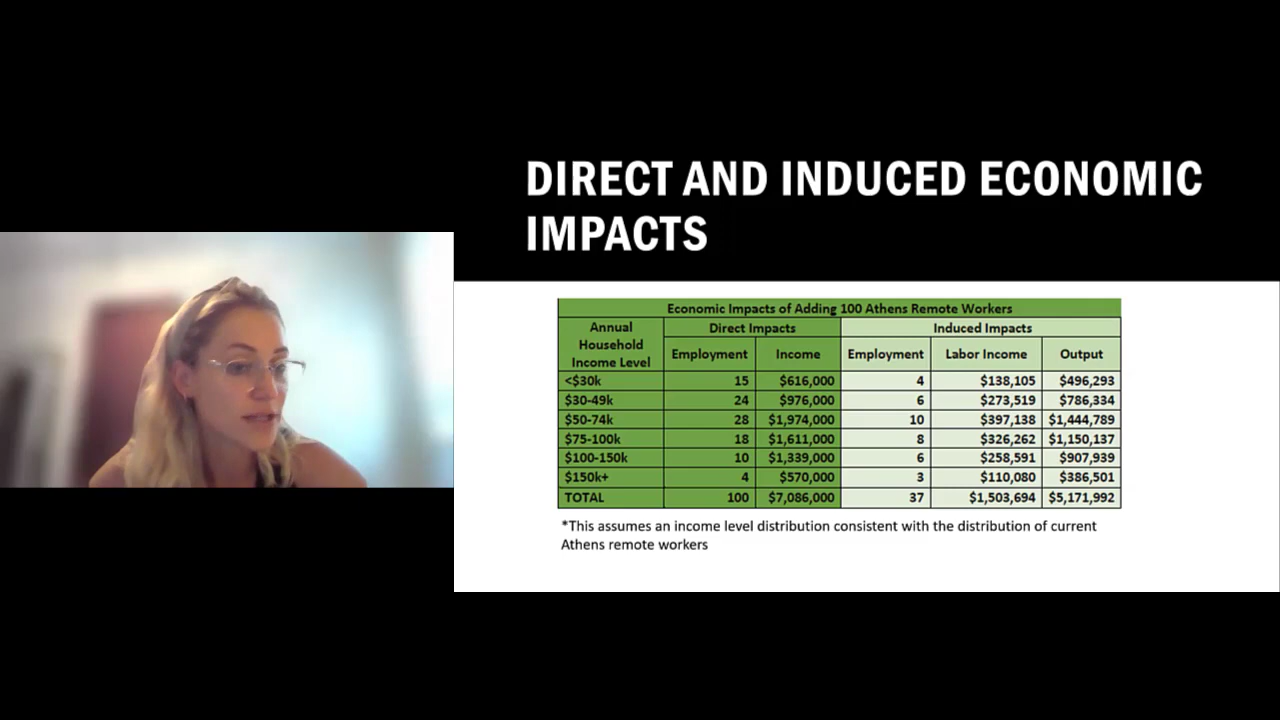 DIRECT AND INDUCED ECONOMIC
IMPACTS
Economic Impacts of Adding 100 Athens Remote Workers
Annual Household Income Level Direct Impacts Induced Impacts
Employment Income Employment Labor Income Output
<$30k 15 $616,000 4 $138,105 $496,293
$30-49k 24 $976,000 6 $273,519 $786,334
$50-74k 28 $1,974,000 10 $397,138 $1,444,789
$75-100k 18 $1,611,000 8 $326,262 $1,150,137
$100-150k 10 $1,339,000 6 $258,591 $907,939
$150k+ 4 $570,000 3 $110,080 $386,501
TOTAL 100 $7,086,000 37 $1,503,694 $5,171,992
*This assumes an income level distribution consistent with the distribution of current
Athens remote workers